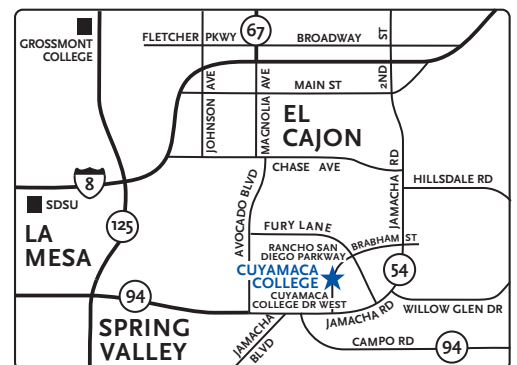 GROSSMONT
COLLEGE
FLETCHER PKWY
67
BROADWAY
2ND ST
MAIN ST
JOHNSON AVE
MAGNOLIA AVE
EL
CAJON
CHASE AVE
JAMACHA RD
HILLSDALE RD
8
SDSU
LA
MESA
125
AVOCADO BLVD
FURY LANE
RANCHO SAN
DIEGO PARKWAY
BRABHAM ST
CUYAMACA
COLLEGE
54
CUYAMACA
COLLEGE DR WEST
94
SPRING
VALLEY
JAMACHA
BLVD
JAMACHA RD
WILLOW GLEN DR
CAMPO RD
94